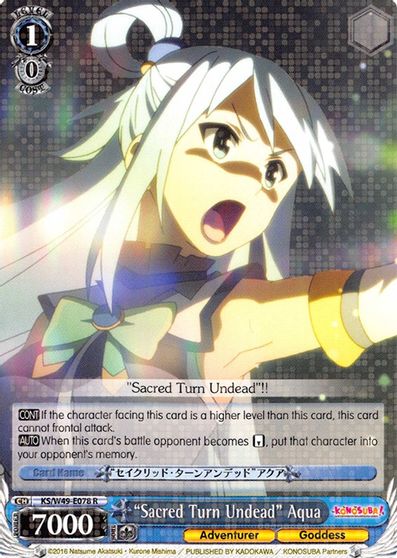 LEVEL
1
0
COST
"Sacred Turn Undead"!!
CONT If the character facing this card is a higher level than this card, this card cannot frontal attack.
AUTO When this card's battle opponent becomes, put that character into your opponent's memory.
Card Name "セイクリッド・ターンアンデッド" アクア
CH KS/W49-E078 R
7000
"Sacred Turn Undead" Aqua
KONOSUBA!
Adventurer Goddess
©2016 Natsume Akatsuki・Kurone Mishima / PUBLISHED BY KADOKAWA / KONOSUBA Partners